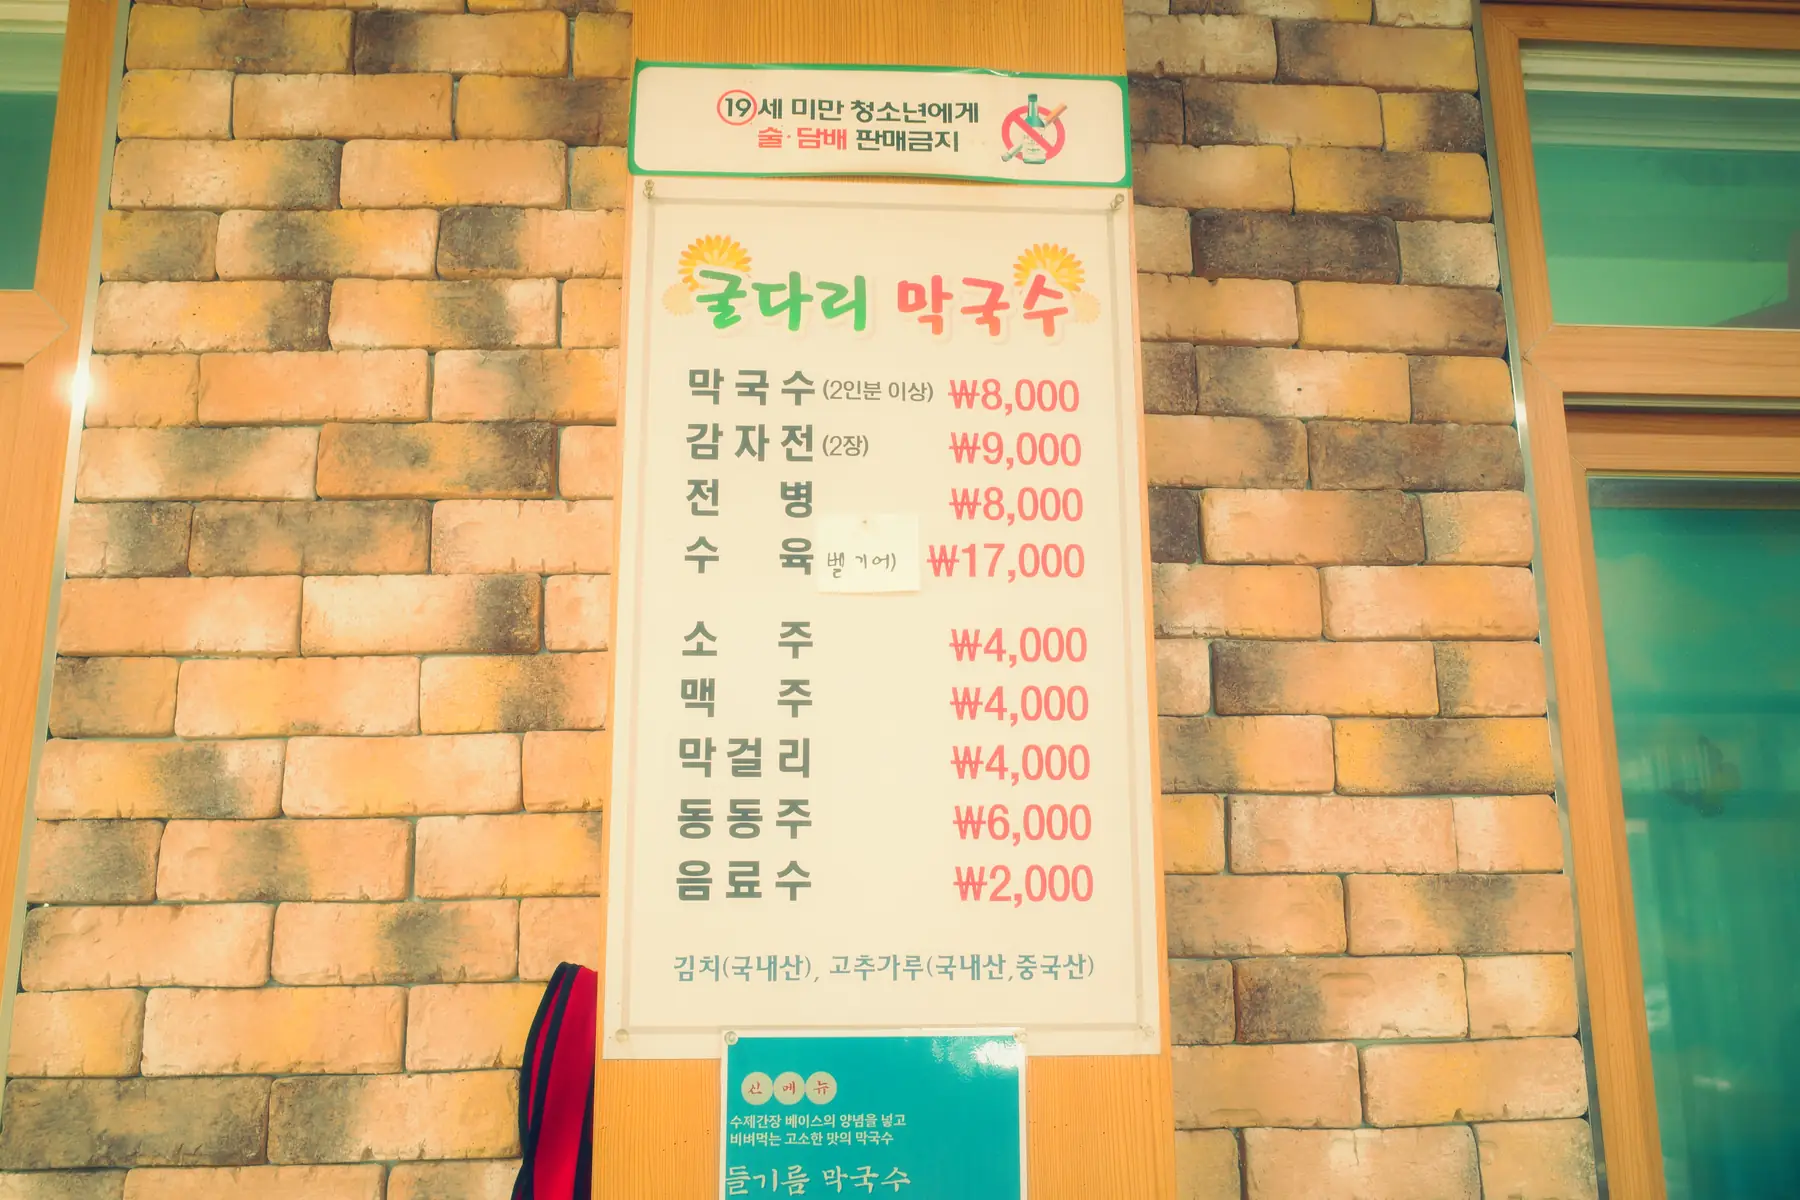 19세 미만 청소년에게
술·담배 판매금지
굴다리 막국수
막국수(2인분 이상) ₩8,000
감자전(2장) ₩9,000
전병 ₩8,000
수육 벨기에) ₩17,000
소주 ₩4,000
맥주 ₩4,000
막걸리 ₩4,000
동동주 ₩6,000
음료수 ₩2,000
김치(국내산), 고추가루(국내산,중국산)
신메뉴
수제간장 베이스의 양념을 넣고
비벼먹는 고소한 맛의 막국수
들기름 막국수